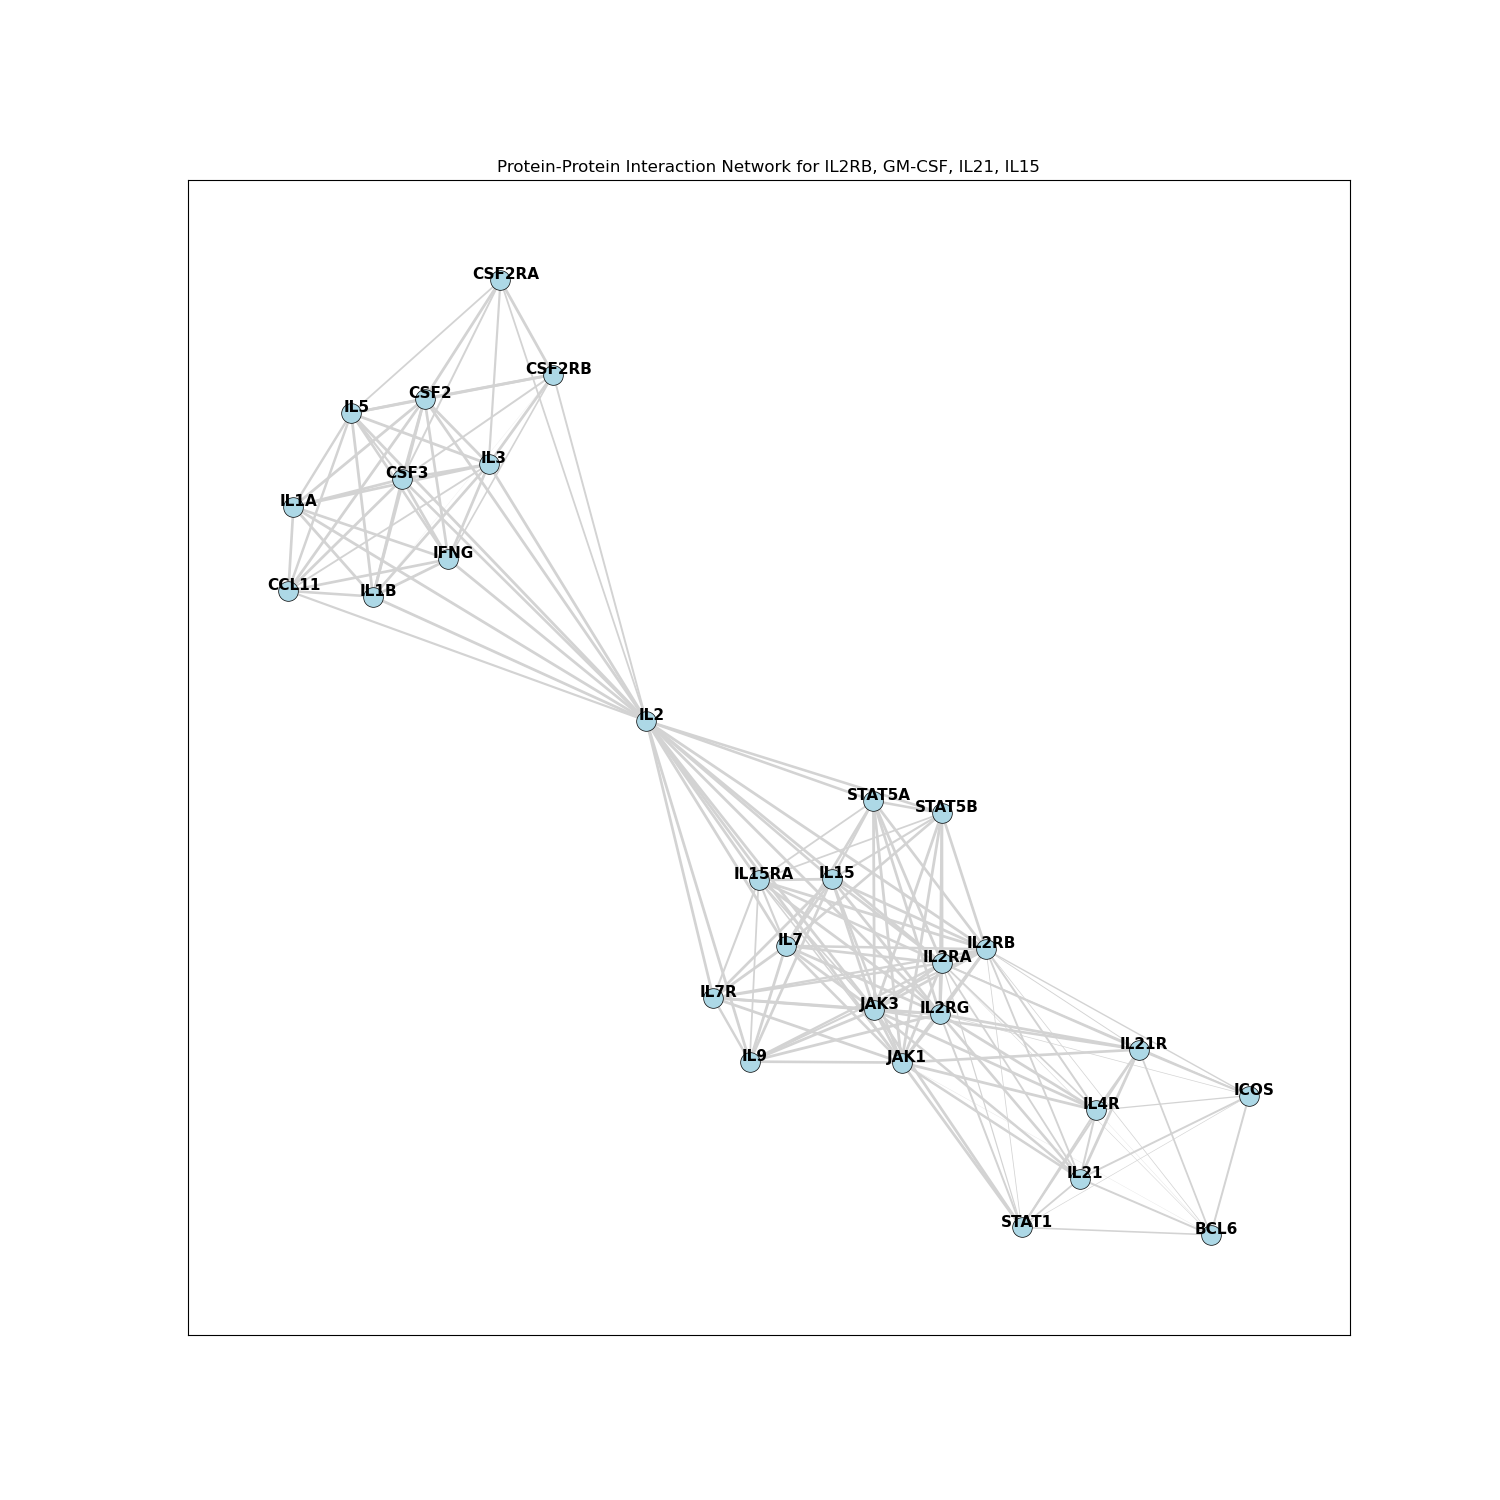 Protein-Protein Interaction Network for IL2RB, GM-CSF, IL21, IL15
CSF2RA
CSF2RB
CSF2
IL5
IL3
CSF3
IL1A
IFNG
CCL11
IL1B
IL2
STAT5A
STAT5B
IL15RA
IL15
IL7
IL2RB
IL2RA
IL7R
JAK3
IL2RG
IL21R
IL9
JAK1
ICOS
IL4R
IL21
STAT1
BCL6